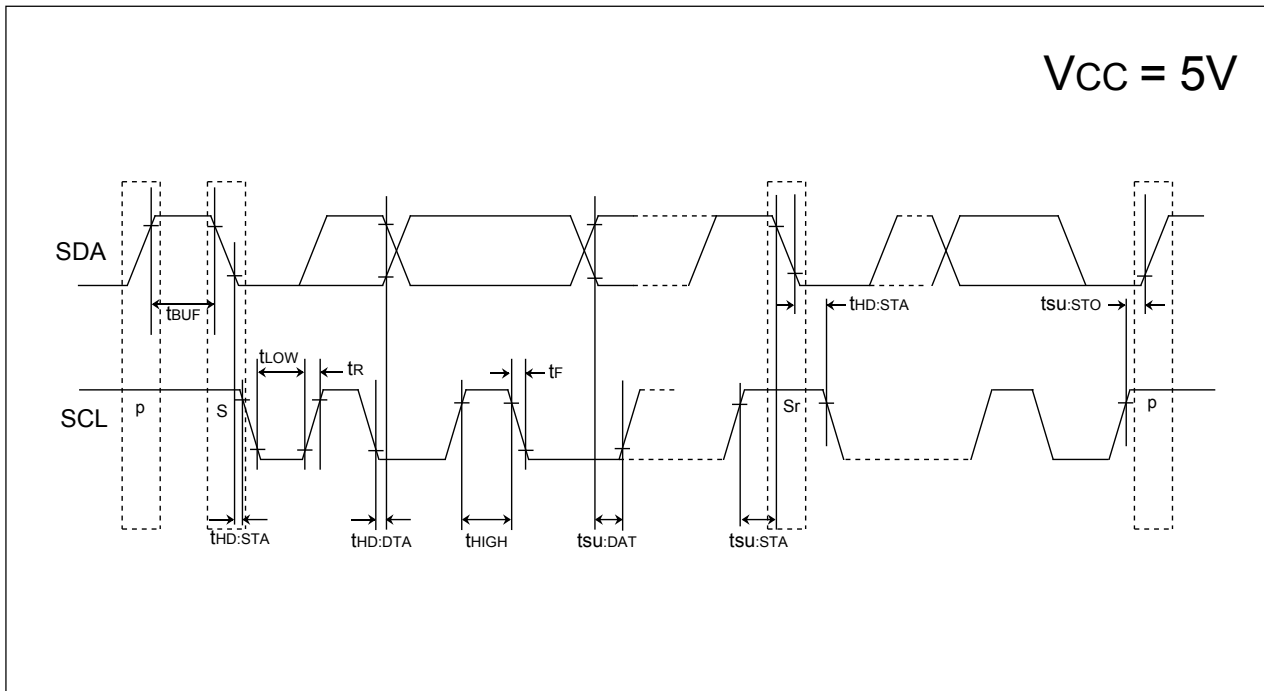 VCC = 5V
SDA
tBUF
tHD:STA
tsu:STO
tLOW
tR
tF
SCL
p
S
Sr
p
tHD:STA
tHD:DTA
tHIGH
tsu:DAT
tsu:STA